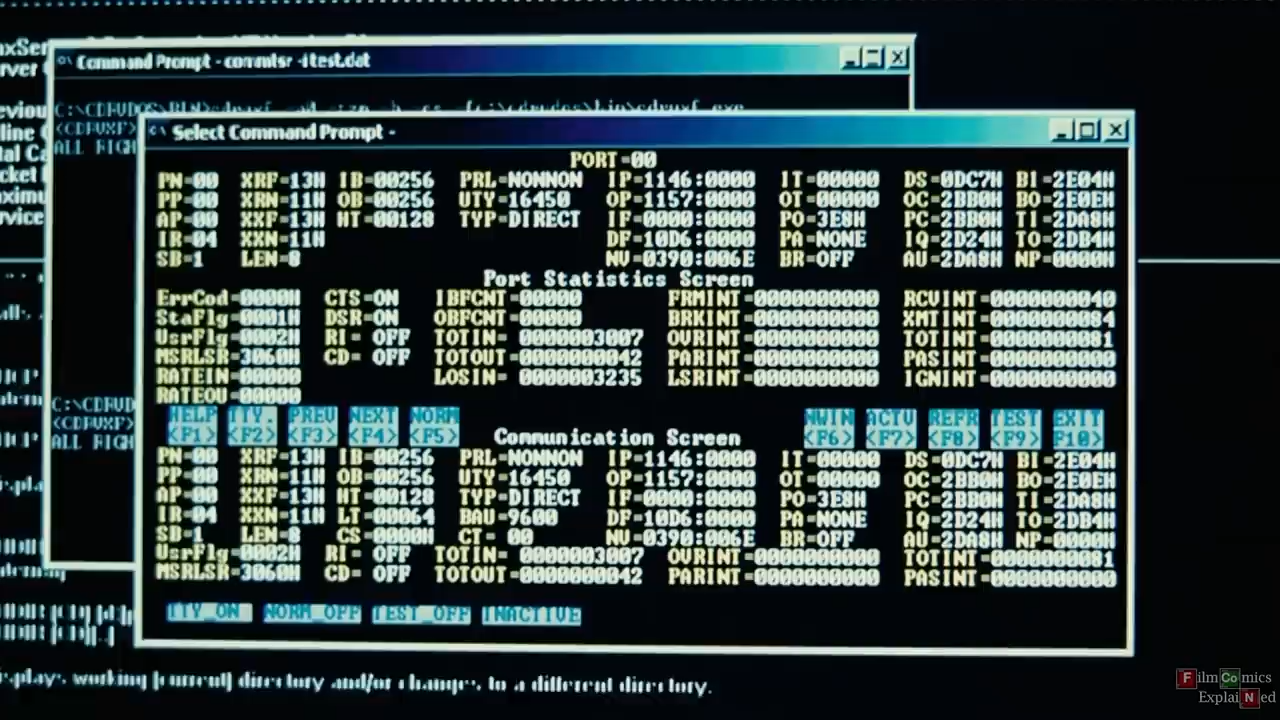 Command Prompt - commtsr -itest.dat
Select Command Prompt -
PORT=00
PN=00 XRF=13H IB=00256 PRL=NONNON IP=1146:0000 IT=00000 DS=0DC7H BI=2E04H
PP=00 XRN=11H OB=00256 UTY=16450 OP=1157:0000 OT=00000 OC=2BB0H BO=2E0EH
AP=00 XXF=13H NT=00128 TYP=DIRECT IF=0000:0000 PO=3E8H PC=2BB0H TI=2DA8H
IR=04 XXN=11H DF=10D6:0000 PA=NONE IQ=2D24H TO=2DB4H
SB=1 LEN=8 NV=0390:006E BR=OFF AU=2DA8H NP=0000H
Port Statistics Screen
ErrCod=0000H CTS=ON IBFCNT=00000 FRMINT=0000000000 RCVINT=0000000040
StaFlg=0001H DSR=ON OBFCNT=00000 BRKINT=0000000000 XMTINT=0000000064
UsrFlg=0002H RI= OFF TOTIN= 0000003007 OVRINT=0000000000 TOTINT=0000000081
MSRLSR=3060H CD= OFF TOTOUT=0000000042 PARINT=0000000000 PASINT=0000000000
RATEIN=00000 LOSIN= 0000003235 LSRINT=0000000000 IGNINT=0000000000
RATEOU=00000
HELP TTY. PREV NEXT NORM NWIN ACTV REFR TEST EXIT
<F1> <F2> <F3> <F4> <F5> <F6> <F7> <F8> <F9> F10>
Communication Screen
PN=00 XRF=13H IB=00256 PRL=NONNON IP=1146:0000 IT=00000 DS=0DC7H BI=2E04H
PP=00 XRN=11H OB=00256 UTY=16450 OP=1157:0000 OT=00000 OC=2BB0H BO=2E0EH
AP=00 XXF=13H NT=00128 TYP=DIRECT IF=0000:0000 PO=3E8H PC=2BB0H TI=2DA8H
IR=04 XXN=11H LT=00064 BAU=9600 DF=10D6:0000 PA=NONE IQ=2D24H TO=2DB4H
SB=1 LEN=8 CS=0000H CT= 00 NV=0390:006E BR=OFF AU=2DA8H NP=0000H
UsrFlg=0002H RI= OFF TOTIN= 0000003007 OVRINT=0000000000 TOTINT=0000000081
MSRLSR=3060H CD= OFF TOTOUT=0000000042 PARINT=0000000000 PASINT=0000000000
TTY_ON NORM_OFF TEST_OFF INACTIVE
working [current] directory and/or changes to a different directory.
FilmComics
ExplaiNed